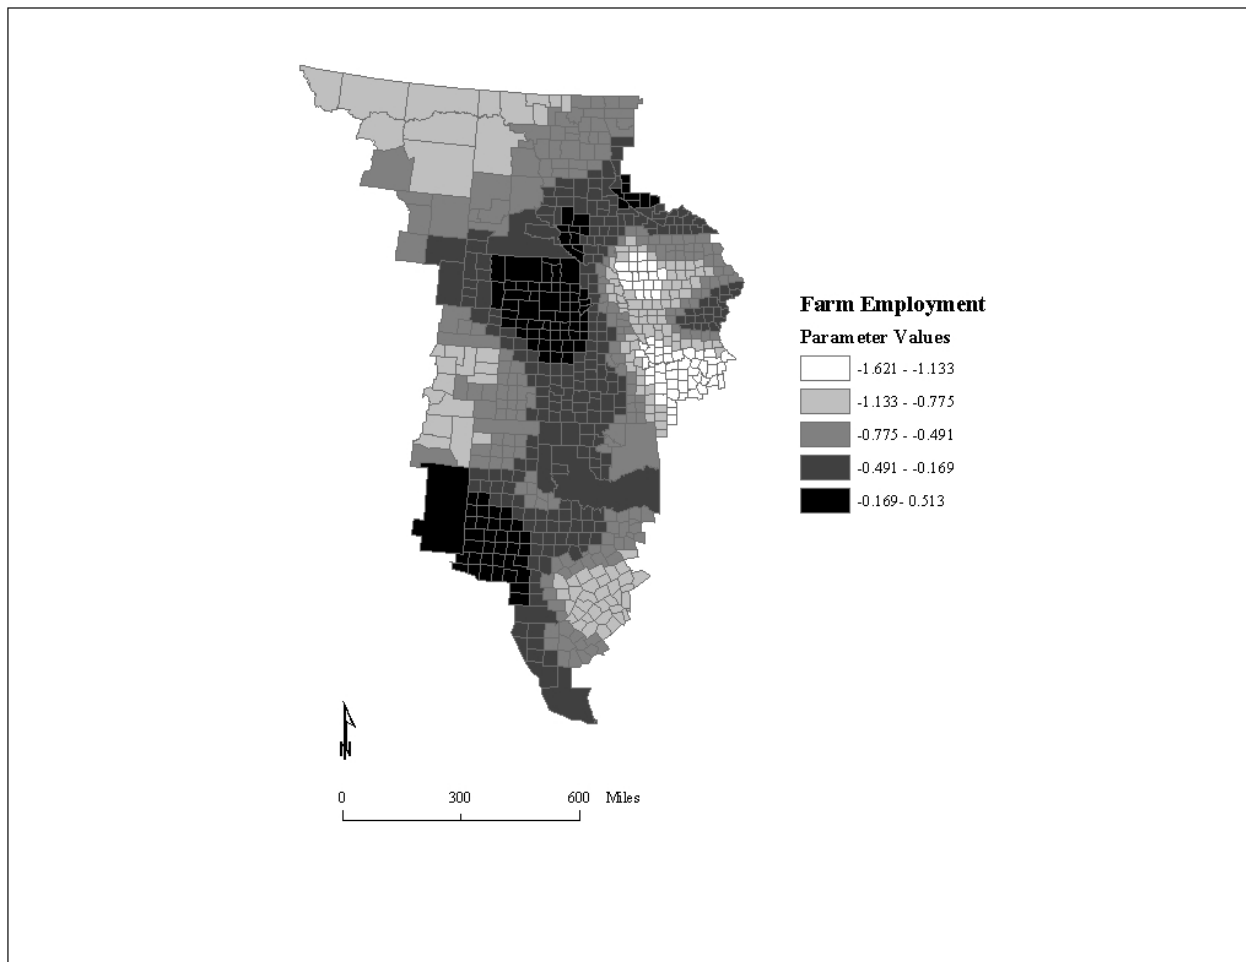 Farm Employment
Parameter Values
-1.621 - -1.133
-1.133 - -0.775
-0.775 - -0.491
-0.491 - -0.169
-0.169- 0.513
N
0 300 600 Miles